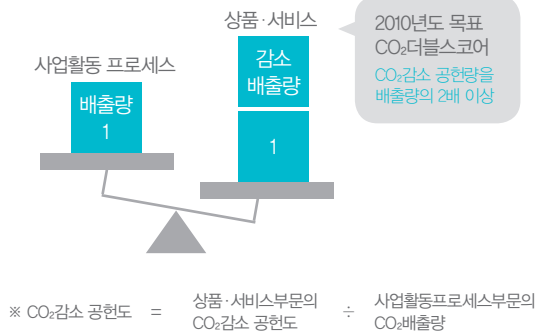 상품·서비스
2010년도 목표
CO₂더블스코어
CO₂감소 공헌량을
배출량의 2배 이상
사업활동 프로세스
감소
배출량
배출량
1
1
※ CO₂감소 공헌도 = 상품·서비스부문의 CO₂감소 공헌도 ÷ 사업활동프로세스부문의 CO₂배출량